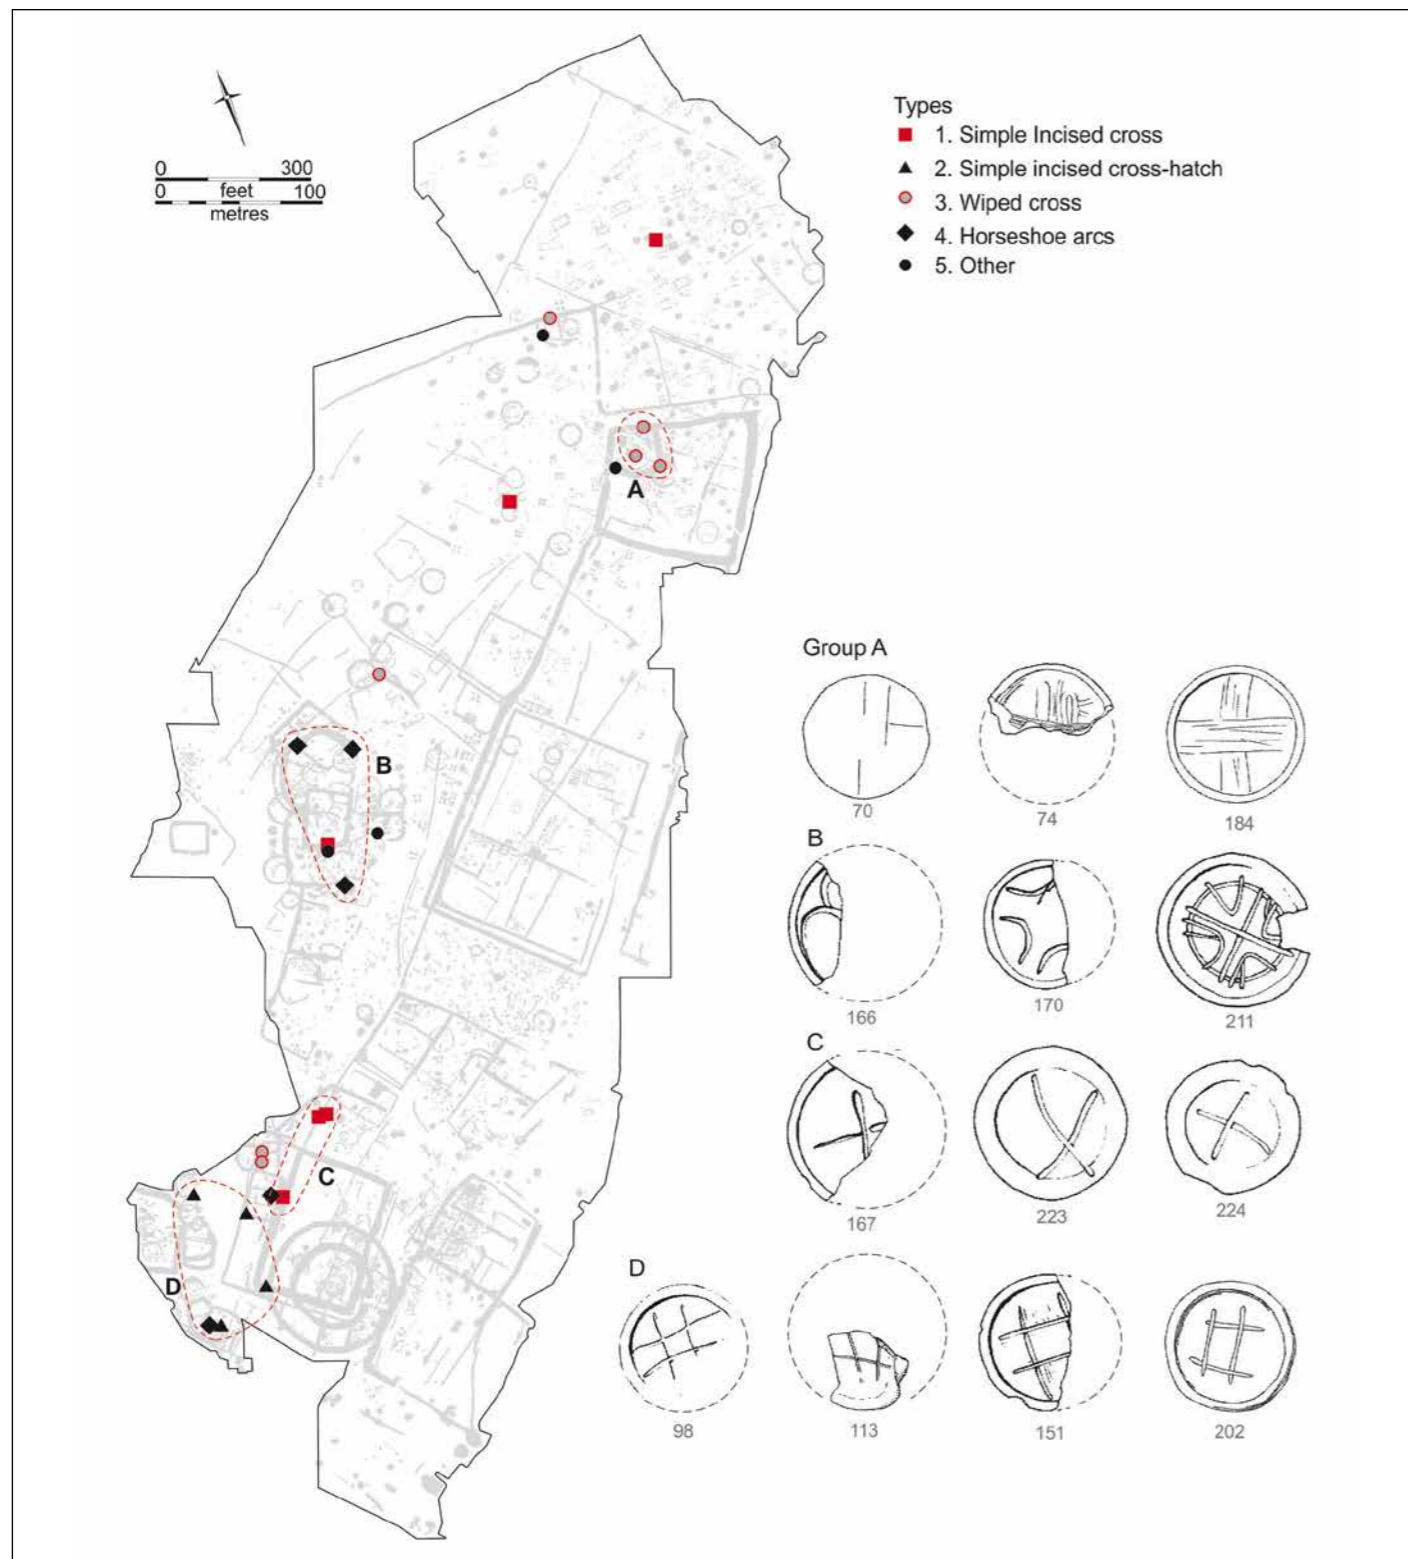 Types
1. Simple Incised cross
2. Simple incised cross-hatch
3. Wiped cross
4. Horseshoe arcs
5. Other
0 300
feet
0 100
metres
A
B
C
D
Group A
70 74 184
B
166 170 211
C
167 223 224
D
98 113 151 202